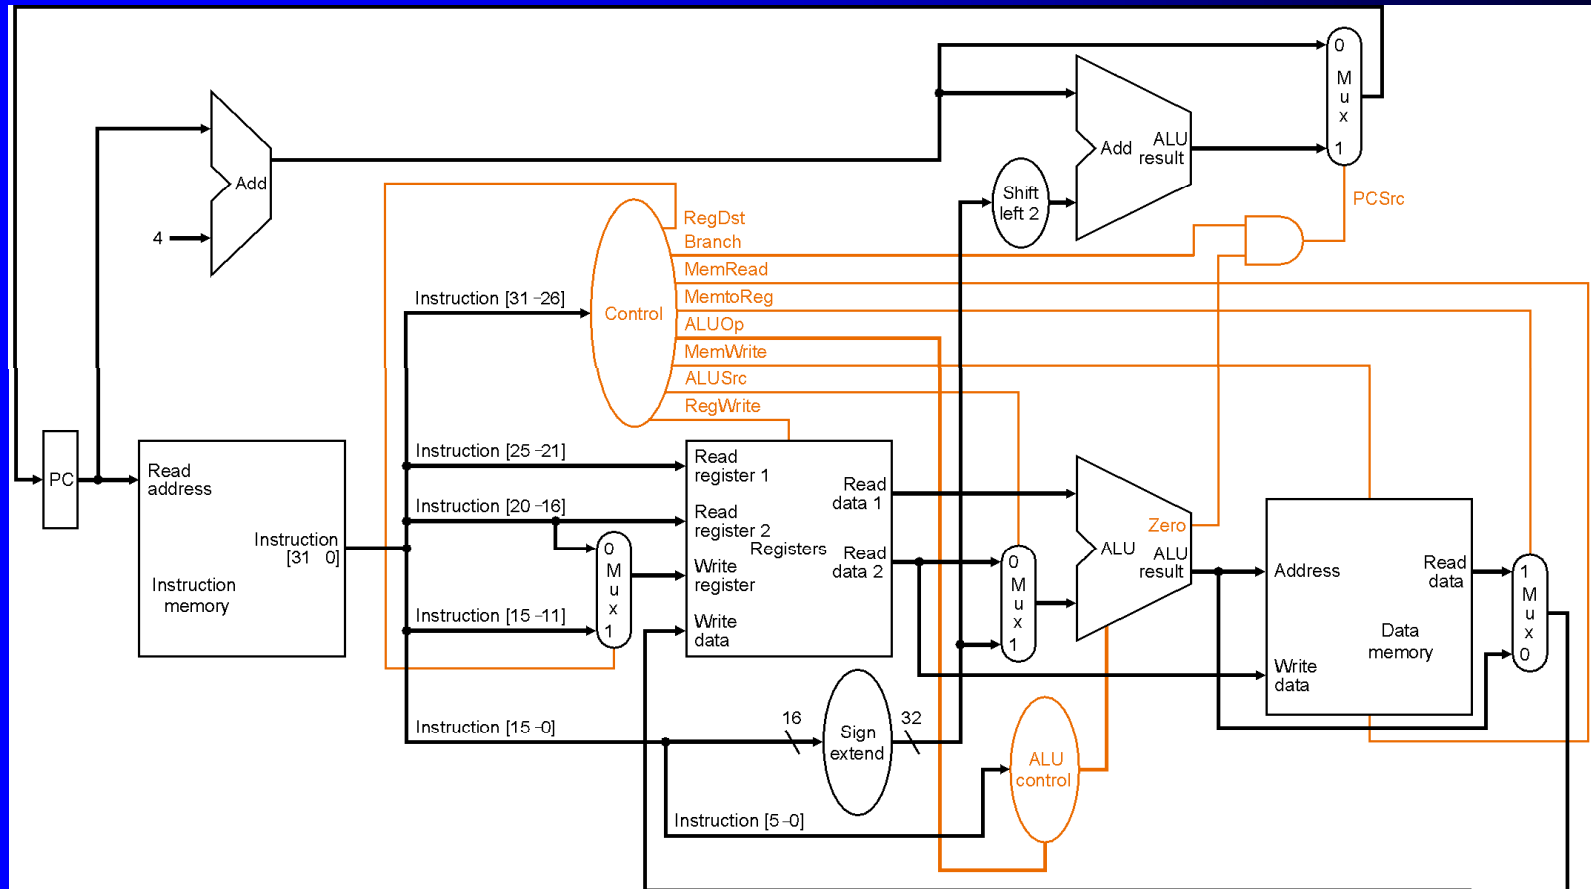 0
M
u
x
1
Add
ALU
result
Shift
left 2
PCSrc
Add
4
RegDst
Branch
MemRead
MemtoReg
ALUOp
MemWrite
ALUSrc
RegWrite
Control
Instruction [31–26]
Instruction [25–21]
Instruction [20–16]
Instruction [15–11]
Instruction [15–0]
Instruction [5–0]
PC
Read
address
Instruction
[31 0]
Instruction
memory
0
M
u
x
1
Read
register 1
Read
register 2
Write
register
Write
data
Registers
Read
data 1
Read
data 2
0
M
u
x
1
Zero
ALU
ALU
result
Address
Write
data
Read
data
Data
memory
1
M
u
x
0
16
Sign
extend
32
ALU
control